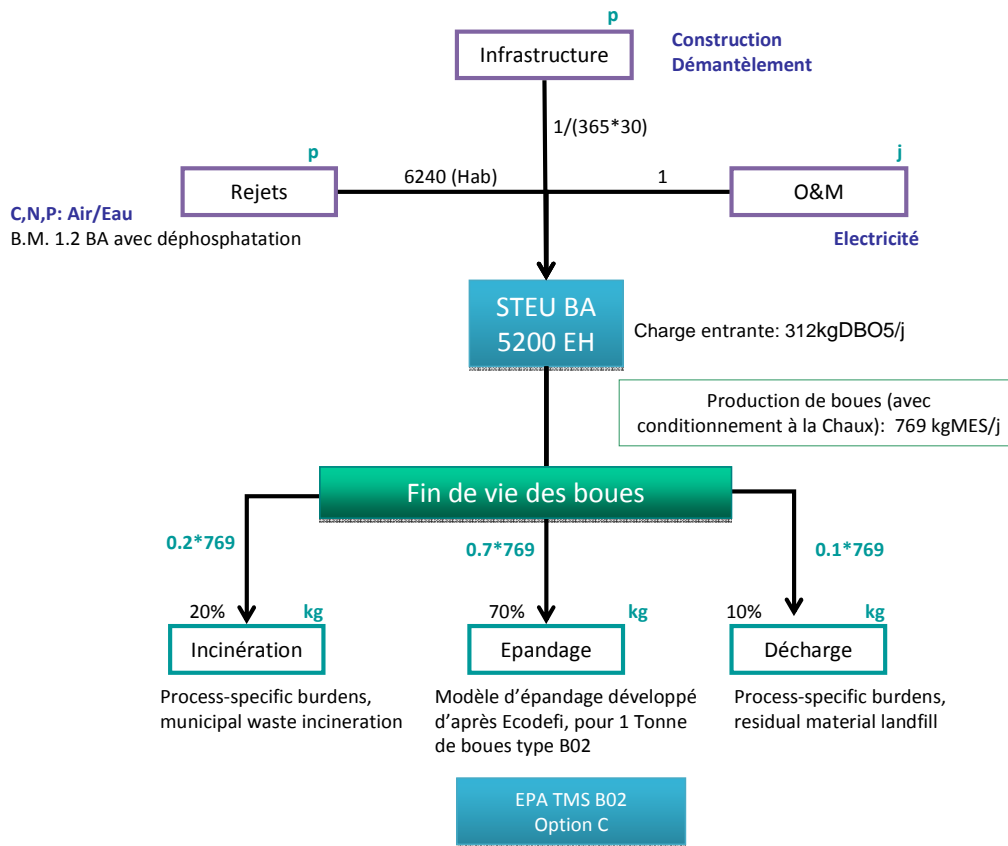 p
Infrastructure
Construction
Démantèlement
1/(365*30)
p
Rejets
6240 (Hab)
1
j
O&M
C,N,P: Air/Eau
B.M. 1.2 BA avec déphosphatation
Electricité
STEU BA
5200 EH
Charge entrante: 312kgDBO5/j
Production de boues (avec
conditionnement à la Chaux): 769 kgMES/j
Fin de vie des boues
0.2*769
0.7*769
0.1*769
20%
kg
70%
kg
10%
kg
Incinération
Epandage
Décharge
Process-specific burdens,
municipal waste incineration
Modèle d'épandage développé
d'après Ecodefi, pour 1 Tonne
de boues type B02
Process-specific burdens,
residual material landfill
EPA TMS B02
Option C